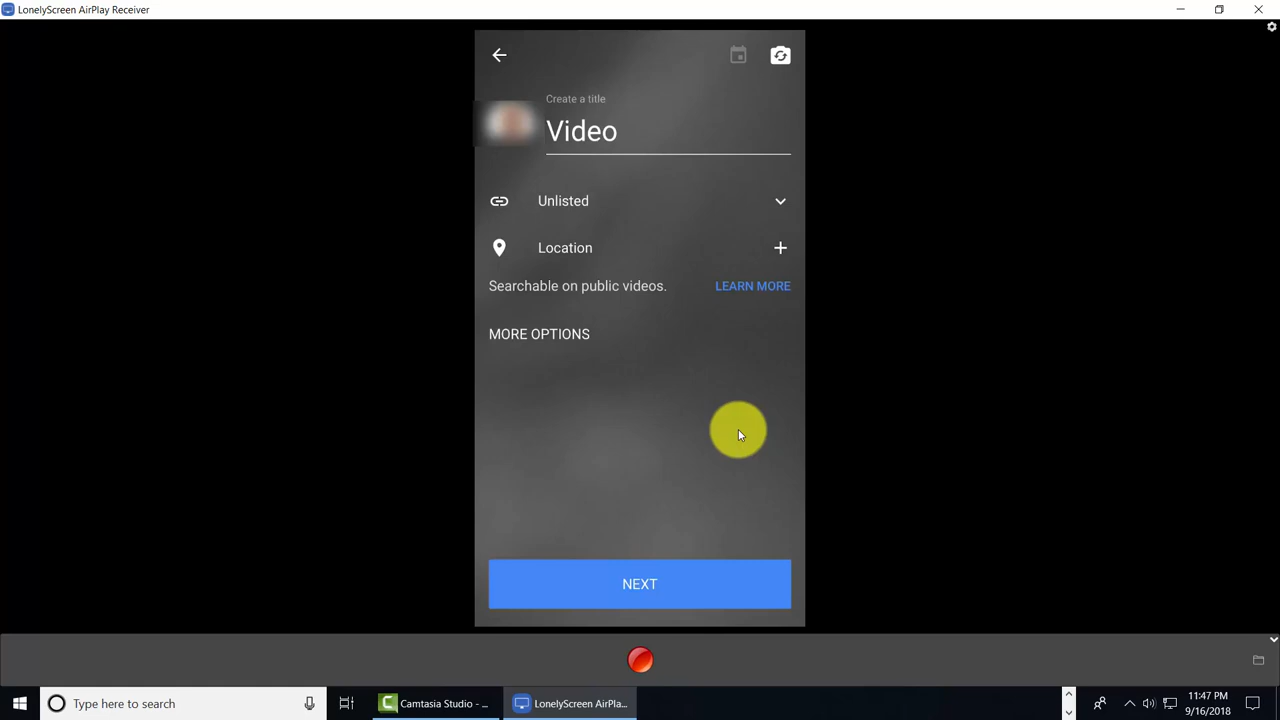 LonelyScreen AirPlay Receiver
Create a title
Video
Unlisted
Location
Searchable on public videos. LEARN MORE
MORE OPTIONS
NEXT
Type here to search
Camtasia Studio - ...
LonelyScreen AirPla...
11:47 PM
9/16/2018